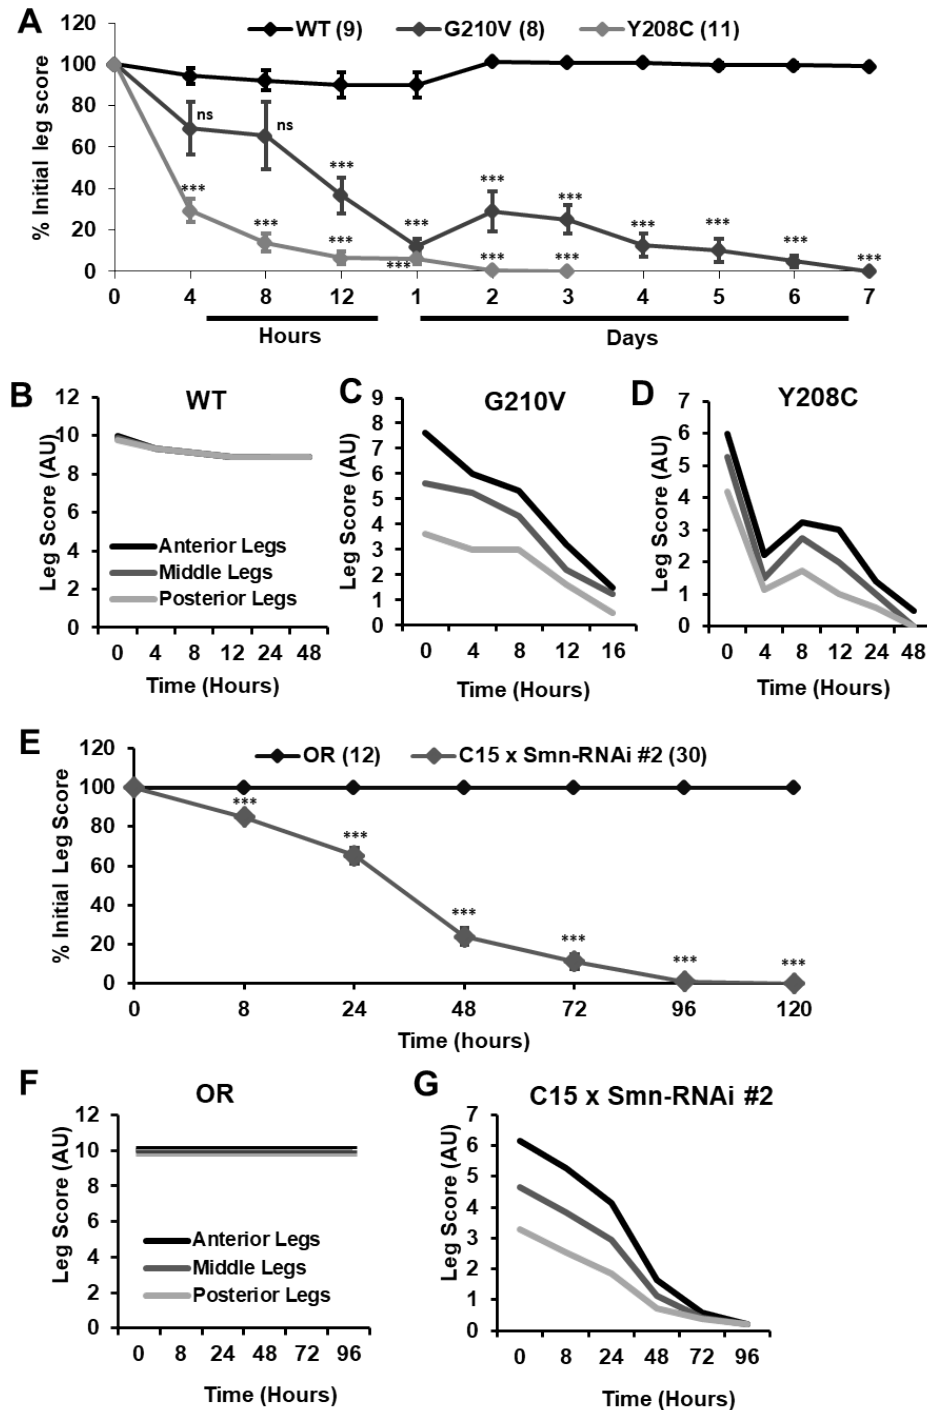 A
WT (9) G210V (8) Y208C (11)
% Initial leg score
120
100
80
60
40
20
0
ns
ns
***
***
***
***
***
***
***
***
***
***
***
***
***
***
0 4 8 12 1 2 3 4 5 6 7
Hours Days
B
WT
Leg Score (AU)
12
10
8
6
4
2
0
Anterior Legs
Middle Legs
Posterior Legs
0 4 8 12 24 48
Time (Hours)
C
G210V
Leg Score (AU)
9
8
7
6
5
4
3
2
1
0
0 4 8 12 16
Time (Hours)
D
Y208C
Leg Score (AU)
7
6
5
4
3
2
1
0
0 4 8 12 24 48
Time (Hours)
E
OR (12) C15 x Smn-RNAi #2 (30)
% Initial Leg Score
120
100
80
60
40
20
0
***
***
***
***
***
***
0 8 24 48 72 96 120
Time (hours)
F
OR
Leg Score (AU)
12
10
8
6
4
2
0
Anterior Legs
Middle Legs
Posterior Legs
0 8 24 48 72 96
Time (Hours)
G
C15 x Smn-RNAi #2
Leg Score (AU)
7
6
5
4
3
2
1
0
0 8 24 48 72 96
Time (Hours)